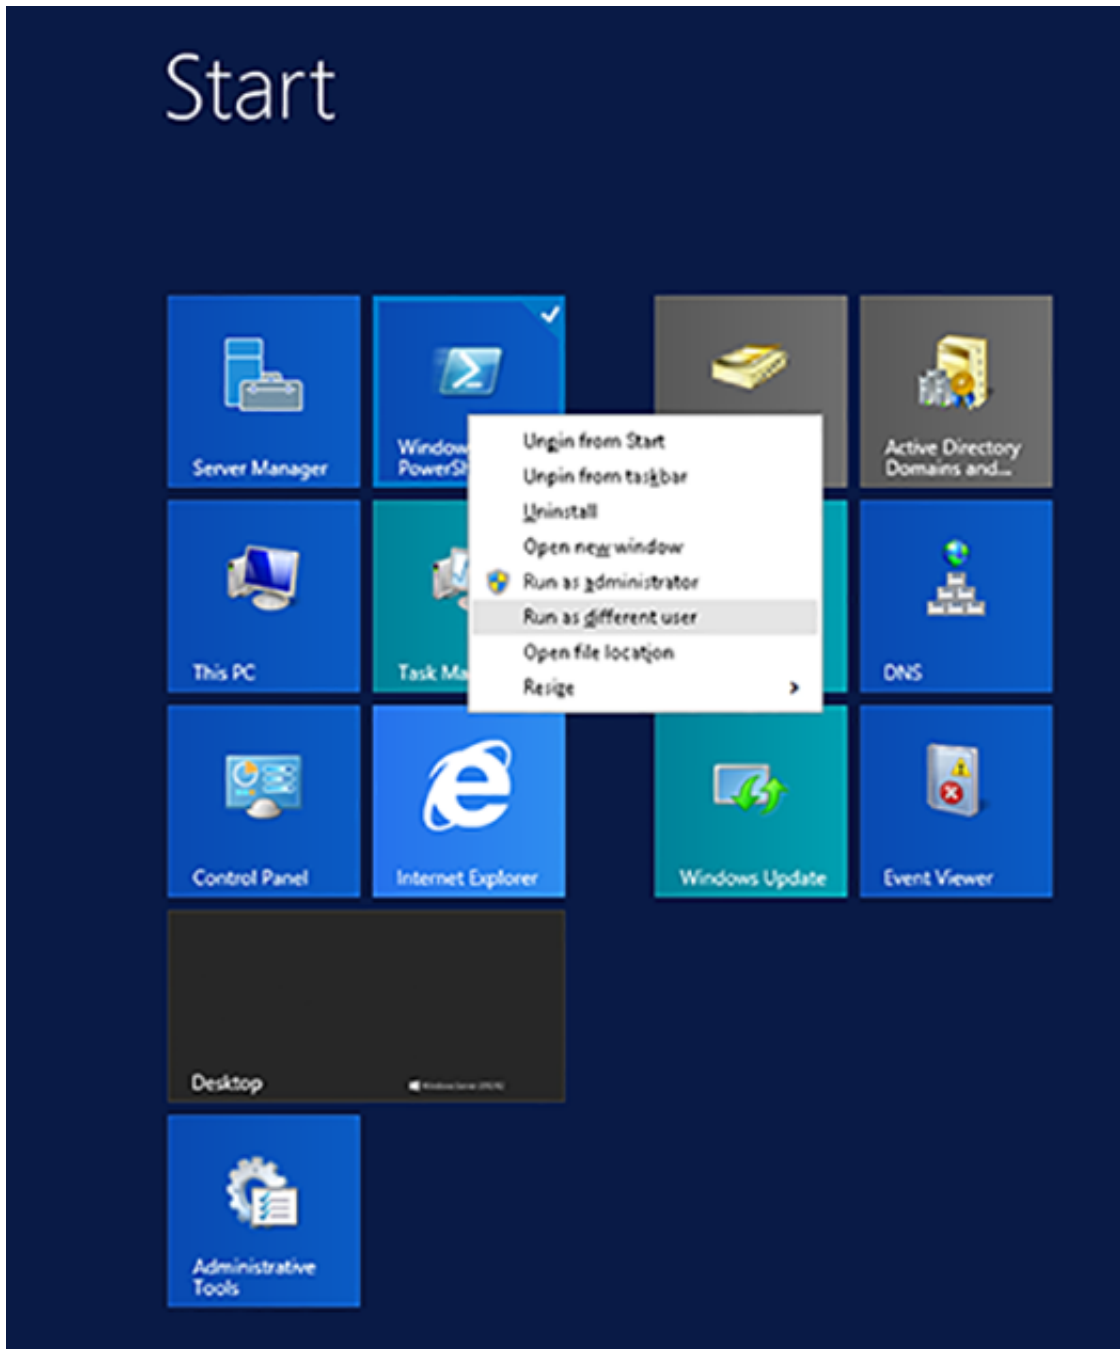 Start
Server Manager
Window
PowerSh
Active Directory
Domains and...
Unpin from Start
Unpin from taskbar
Uninstall
Open new window
Run as administrator
Run as different user
Open file location
Resize
This PC
Task Ma
DNS
Control Panel
Internet Explorer
Windows Update
Event Viewer
Desktop
Windows Server
Administrative
Tools